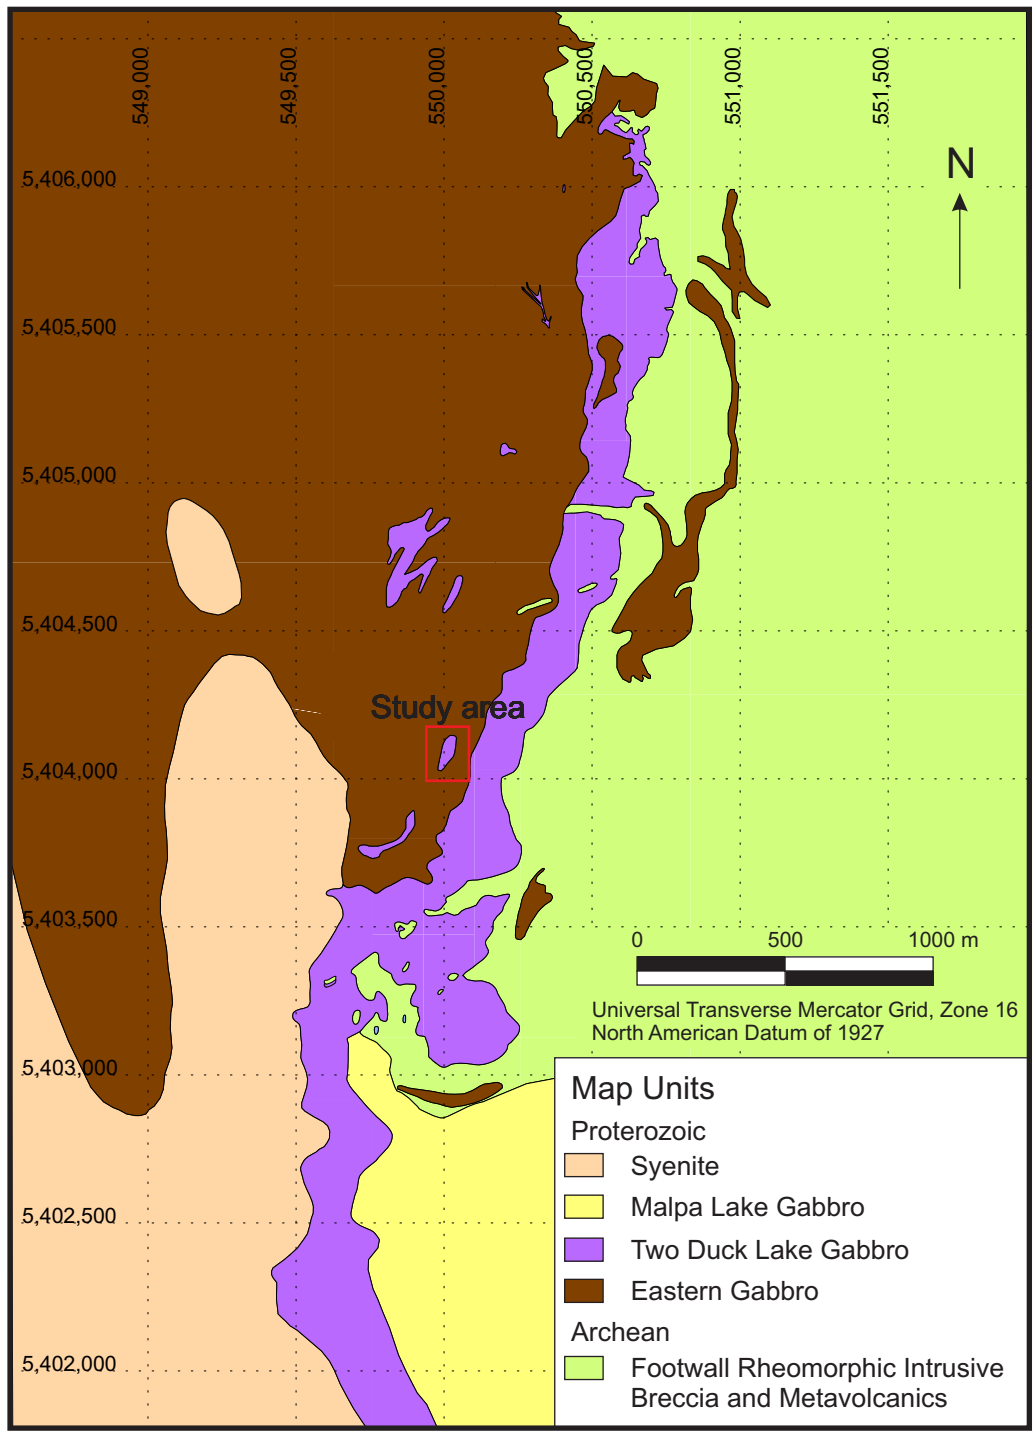 549,000
549,500
550,000
550,500
551,000
551,500
N
5,406,000
5,405,500
5,405,000
5,404,500
Study area
5,404,000
5,403,500
0 500 1000 m
Universal Transverse Mercator Grid, Zone 16
North American Datum of 1927
5,403,000
Map Units
Proterozoic
Syenite
Malpa Lake Gabbro
5,402,500
Two Duck Lake Gabbro
Eastern Gabbro
Archean
5,402,000
Footwall Rheomorphic Intrusive
Breccia and Metavolcanics